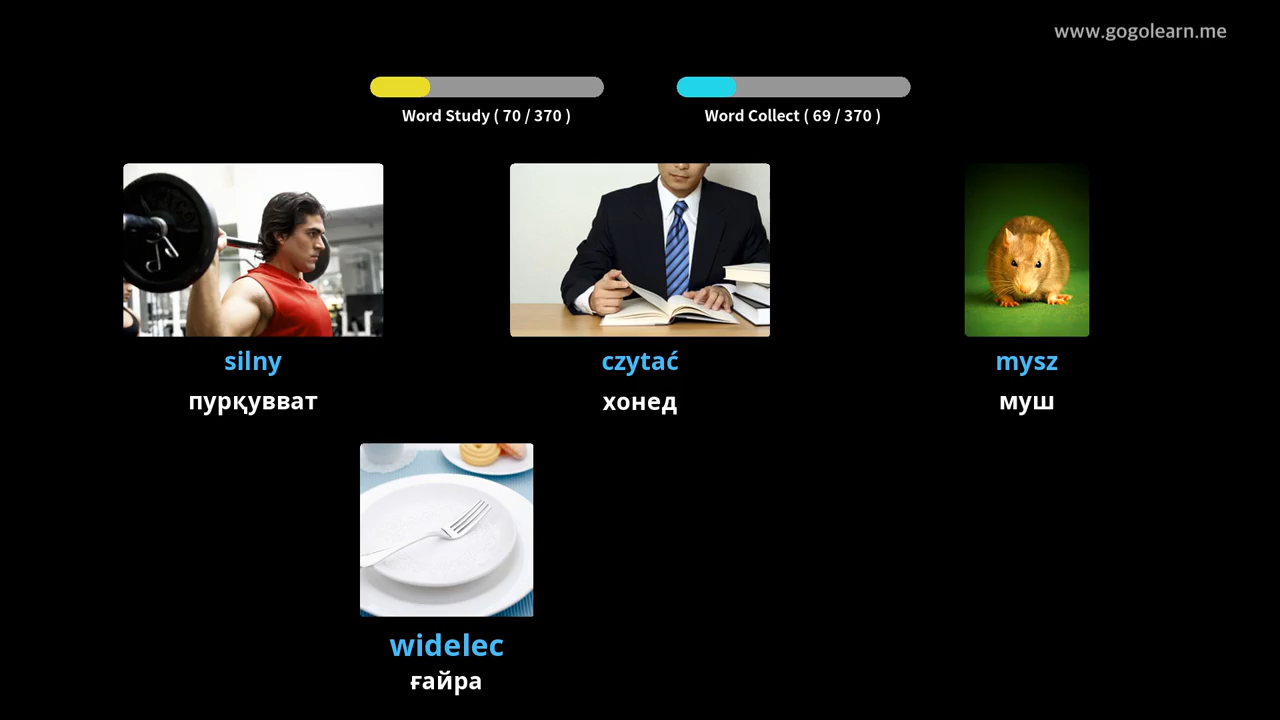 www.gogolearn.me
Word Study ( 70 / 370 )
Word Collect ( 69 / 370 )
silny
czytać
mysz
пурқувват
хонед
муш
widelec
ғайра